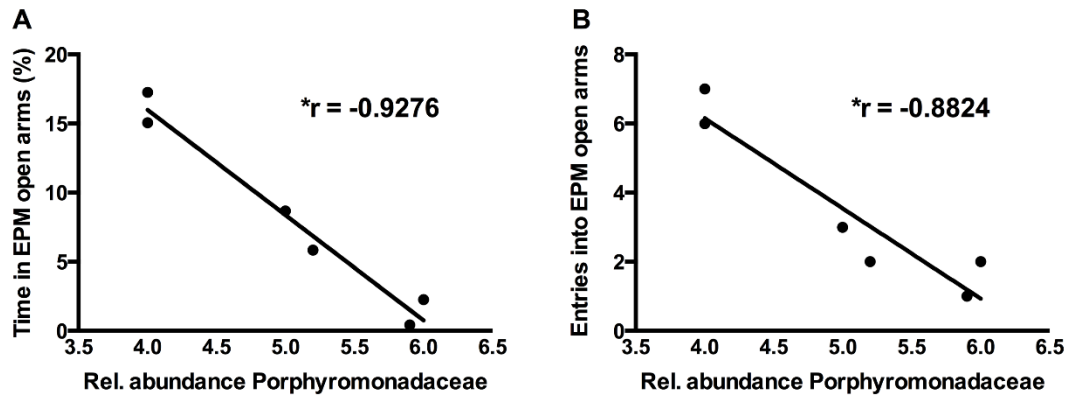 A
Time in EPM open arms (%)
20
15
10
5
0
*r = -0.9276
3.5 4.0 4.5 5.0 5.5 6.0 6.5
Rel. abundance Porphyromonadaceae
B
Entries into EPM open arms
8
6
4
2
0
*r = -0.8824
3.5 4.0 4.5 5.0 5.5 6.0 6.5
Rel. abundance Porphyromonadaceae